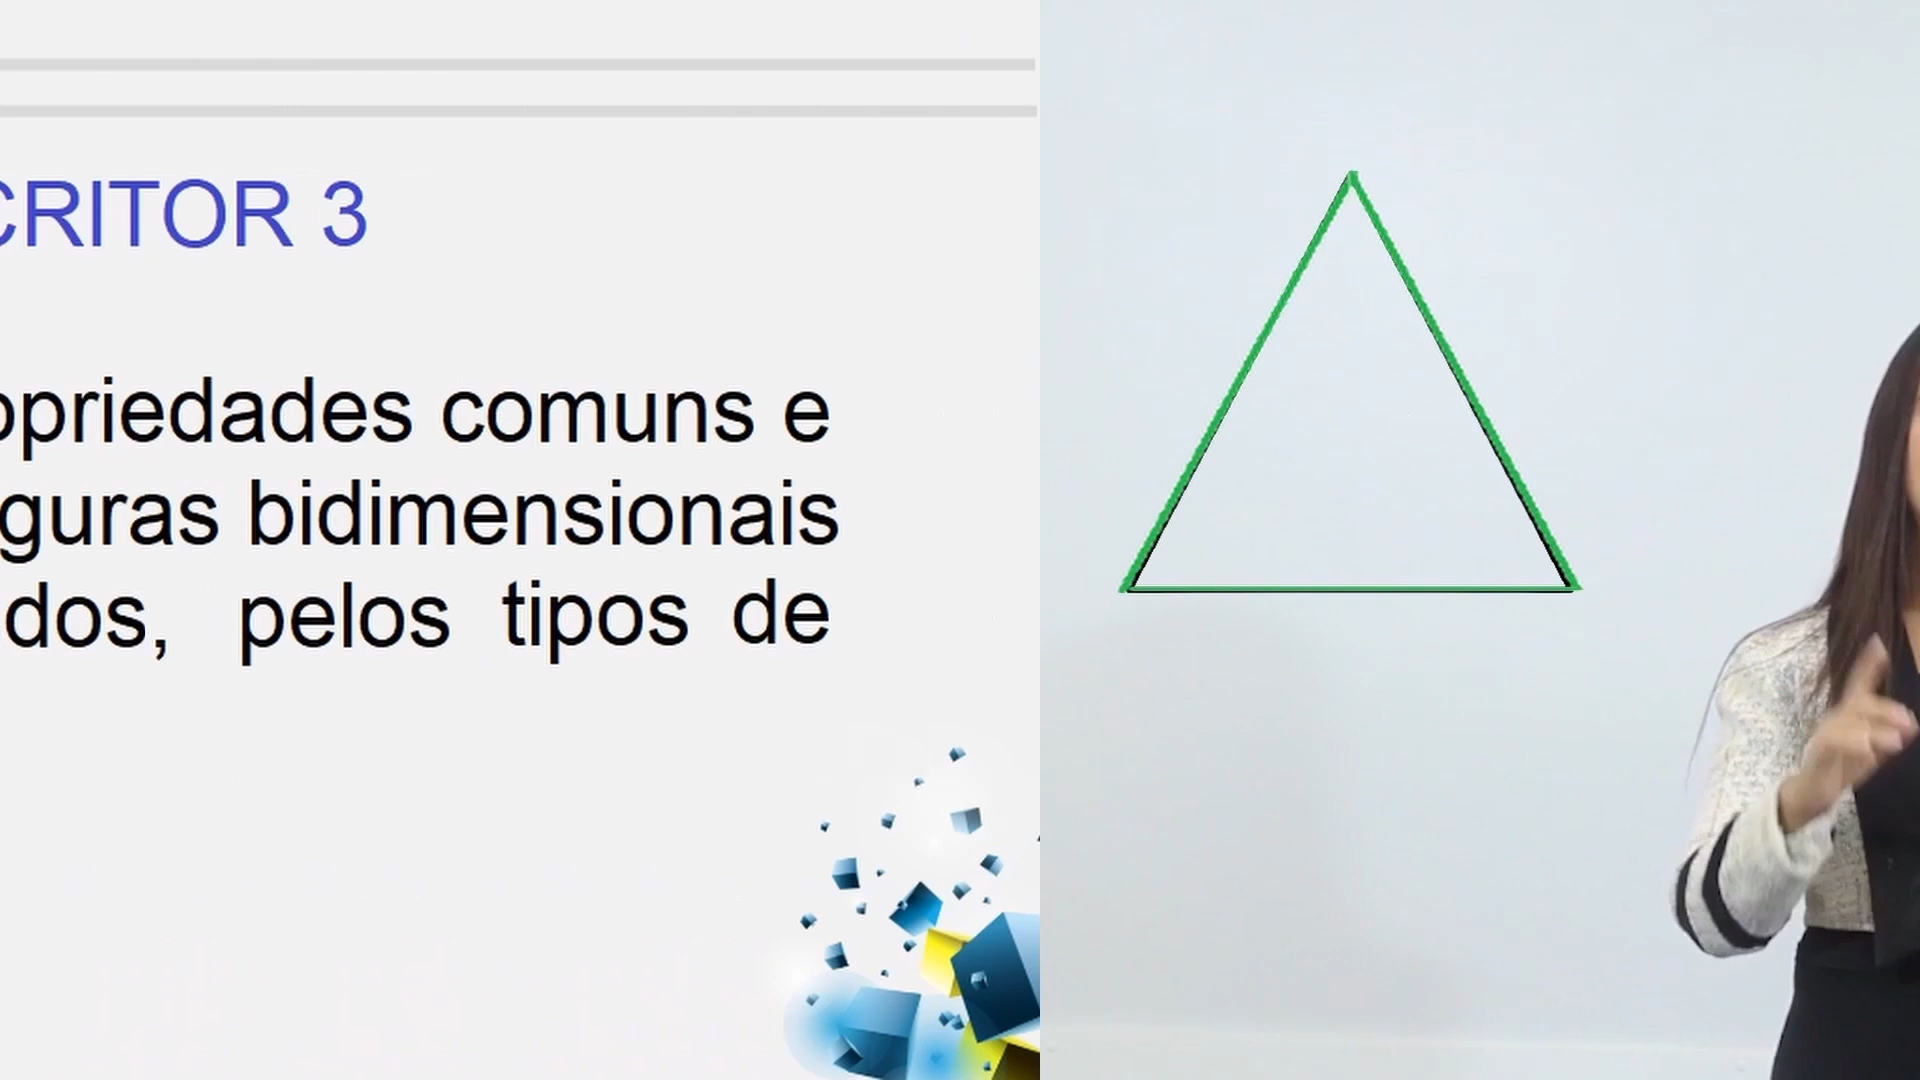 CRITOR 3
opriedades comuns e
guras bidimensionais
dos, pelos tipos de